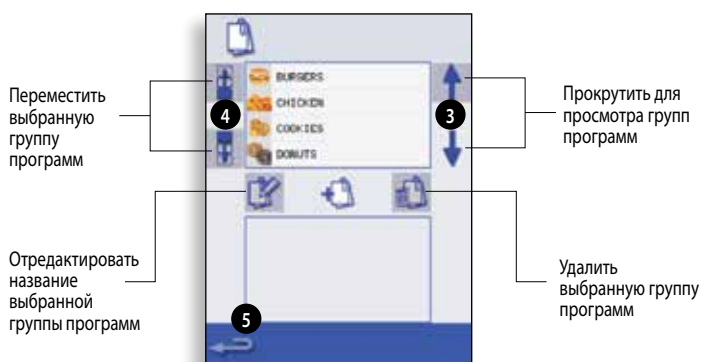 Переместить
выбранную
группу
программ
4
BURGERS
CHICKEN
COOKIES
DONUTS
3
Прокрутить для
просмотра групп
программ
Отредактировать
название
выбранной
группы программ
5
Удалить
выбранную группу
программ